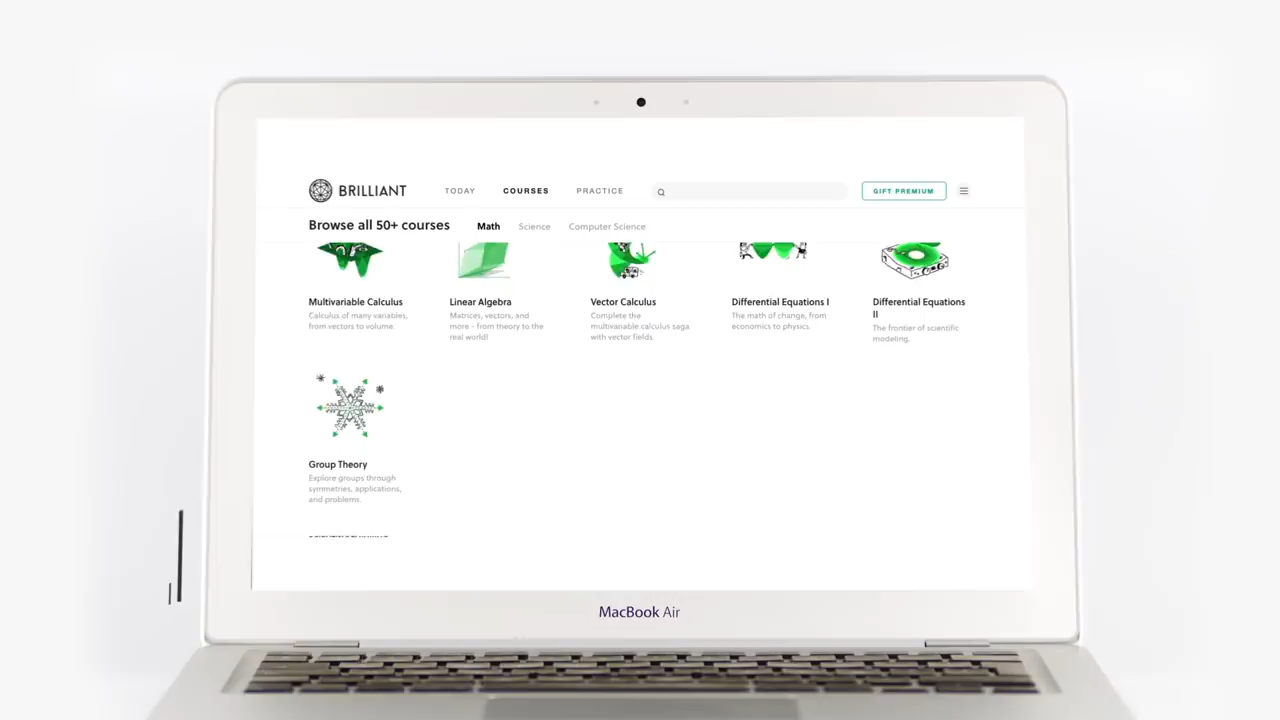 BRILLIANT TODAY COURSES PRACTICE GIFT PREMIUM
Browse all 50+ courses Math Science Computer Science
Multivariable Calculus
Calculus of many variables,
from vectors to volume.
Linear Algebra
Matrices, vectors, and
more - from theory to the
real world!
Vector Calculus
Complete the
multivariable calculus saga
with vector fields.
Differential Equations I
The math of change, from
economics to physics.
Differential Equations
II
The frontier of scientific
modeling.
Group Theory
Explore groups through
symmetries, applications,
and problems.
MacBook Air